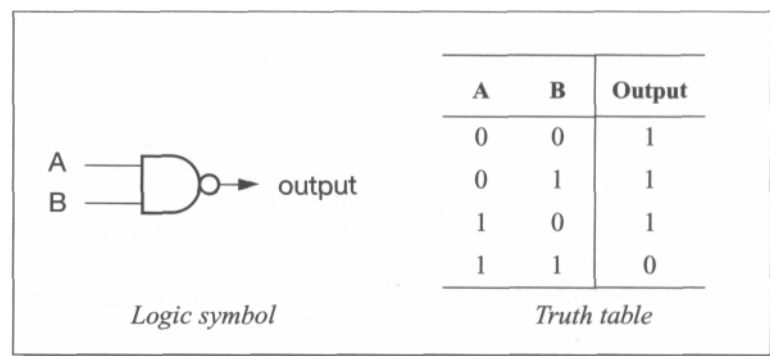 A B Output
0 0 1
0 1 1
A
1 0 1
B
output
1 1 0
Logic symbol
Truth table